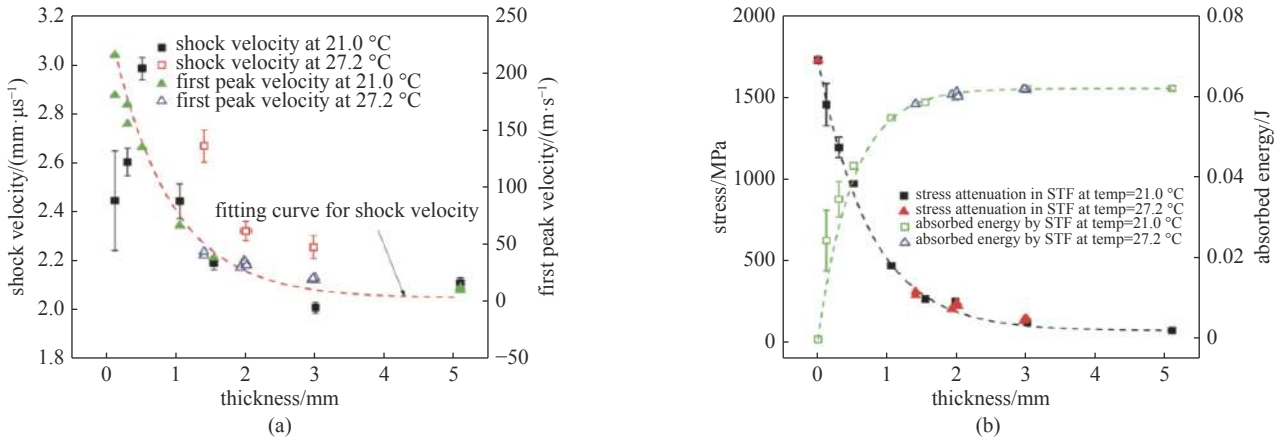 3.2
3.0
2.8
2.6
2.4
2.2
2.0
1.8
shock velocity/(mm·μs⁻¹)
shock velocity at 21.0 °C
shock velocity at 27.2 °C
first peak velocity at 21.0 °C
first peak velocity at 27.2 °C
fitting curve for shock velocity
250
200
150
100
50
0
−50
first peak velocity/(m·s⁻¹)
0 1 2 3 4 5
thickness/mm
(a)
2000
1500
1000
500
0
stress/MPa
stress attenuation in STF at temp=21.0 °C
stress attenuation in STF at temp=27.2 °C
absorbed energy by STF at temp=21.0 °C
absorbed energy by STF at temp=27.2 °C
0.08
0.06
0.04
0.02
0
absorbed energy/J
0 1 2 3 4 5
thickness/mm
(b)